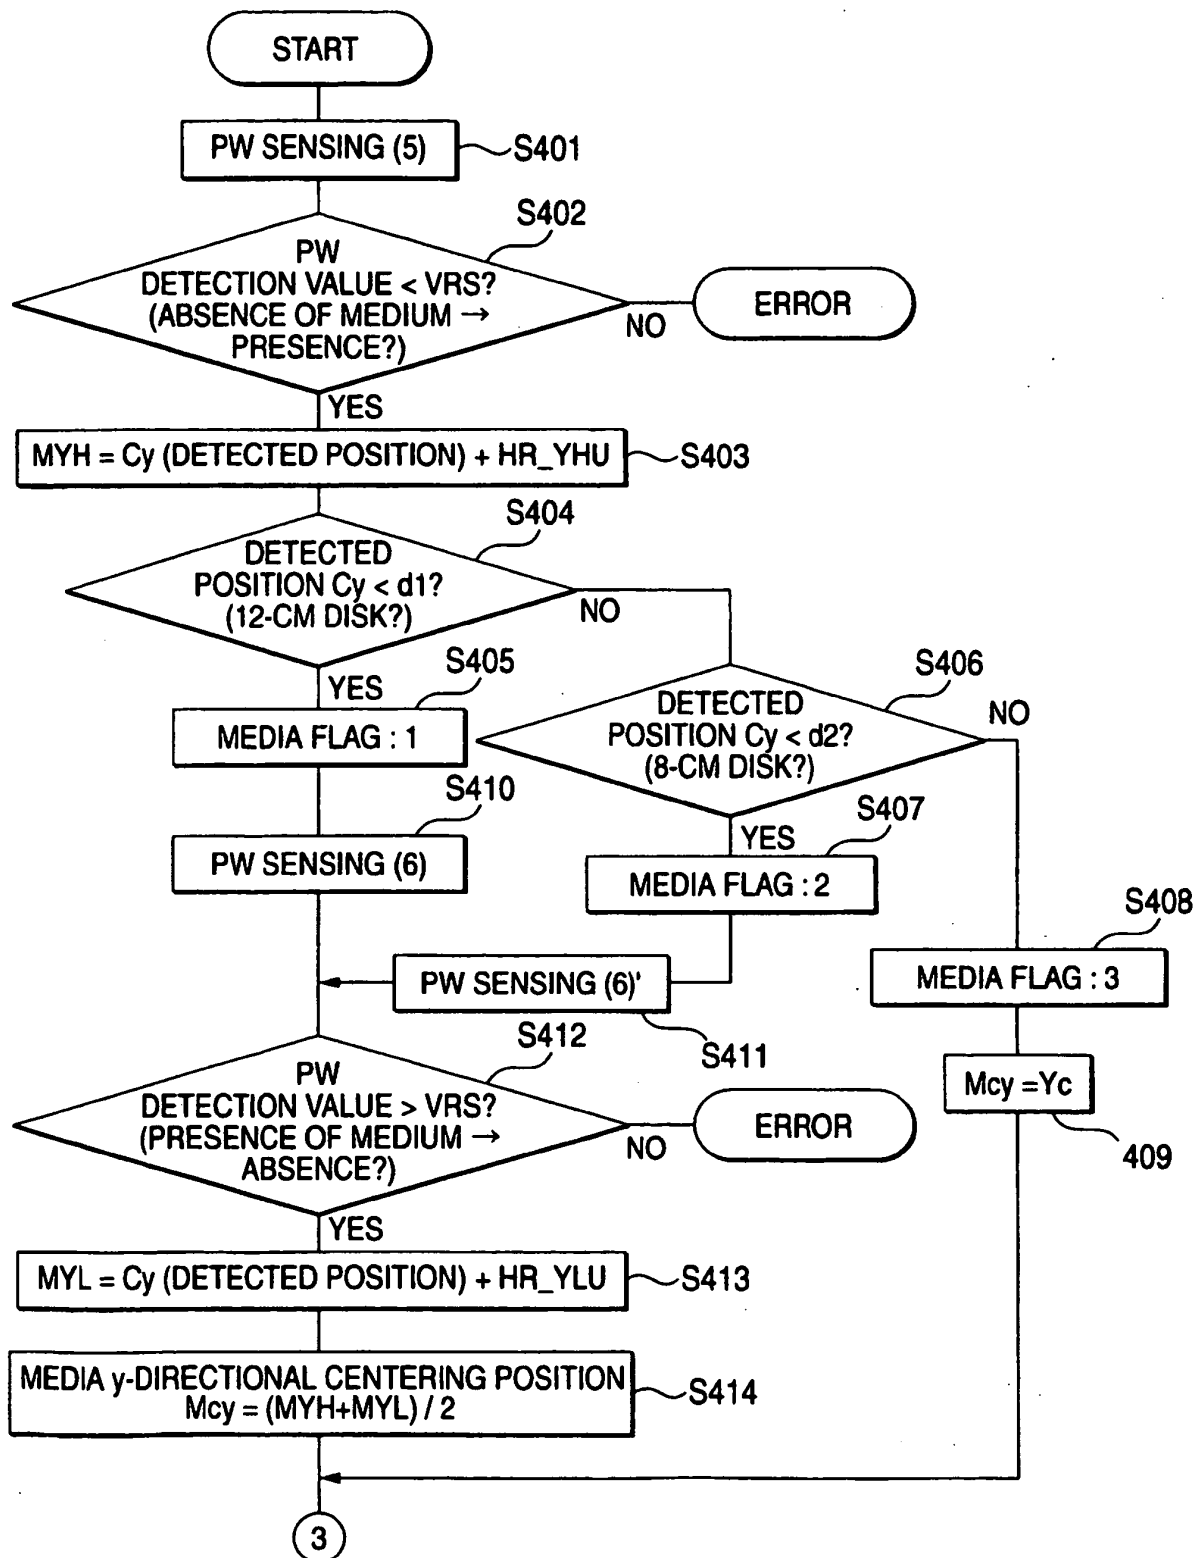 START
PW SENSING (5)
S401
S402
PW
DETECTION VALUE < VRS?
(ABSENCE OF MEDIUM →
PRESENCE?)
NO
ERROR
YES
MYH = Cy (DETECTED POSITION) + HR_YHU
S403
S404
DETECTED
POSITION Cy < d1?
(12-CM DISK?)
NO
YES
S405
MEDIA FLAG : 1
S406
DETECTED
POSITION Cy < d2?
(8-CM DISK?)
NO
S410
PW SENSING (6)
YES
S407
MEDIA FLAG : 2
S408
MEDIA FLAG : 3
PW SENSING (6)'
S411
Mcy =Yc
409
S412
PW
DETECTION VALUE > VRS?
(PRESENCE OF MEDIUM →
ABSENCE?)
NO
ERROR
YES
MYL = Cy (DETECTED POSITION) + HR_YLU
S413
MEDIA y-DIRECTIONAL CENTERING POSITION
Mcy = (MYH+MYL) / 2
S414
3